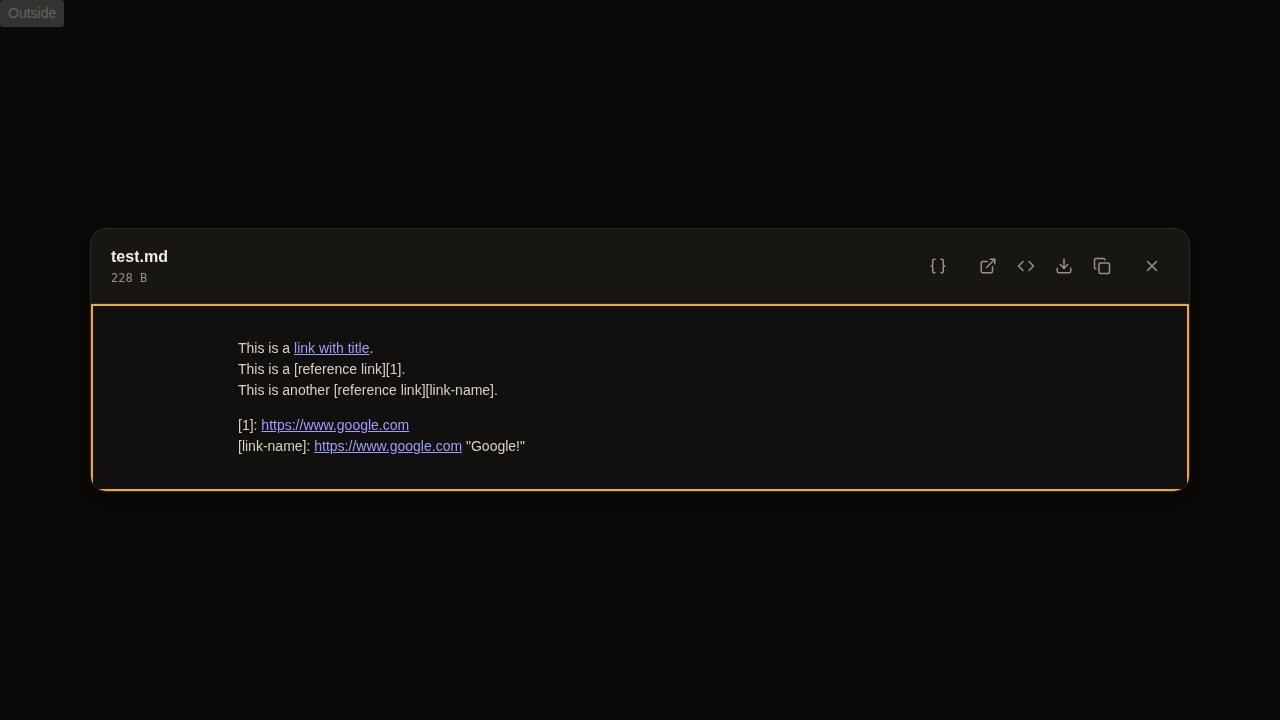 Outside
test.md
228 B
This is a link with title.
This is a [reference link][1].
This is another [reference link][link-name].
[1]: https://www.google.com
[link-name]: https://www.google.com "Google!"